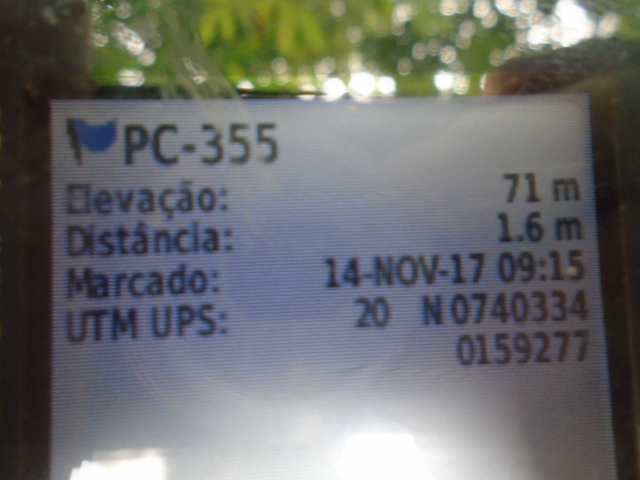 PC-355
Elevação: 71 m
Distância: 1.6 m
Marcado: 14-NOV-17 09:15
UTM UPS: 20 N 0740334
0159277